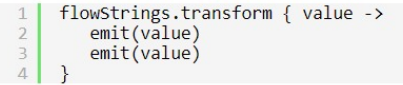 1 flowStrings.transform { value ->
2     emit(value)
3     emit(value)
4 }